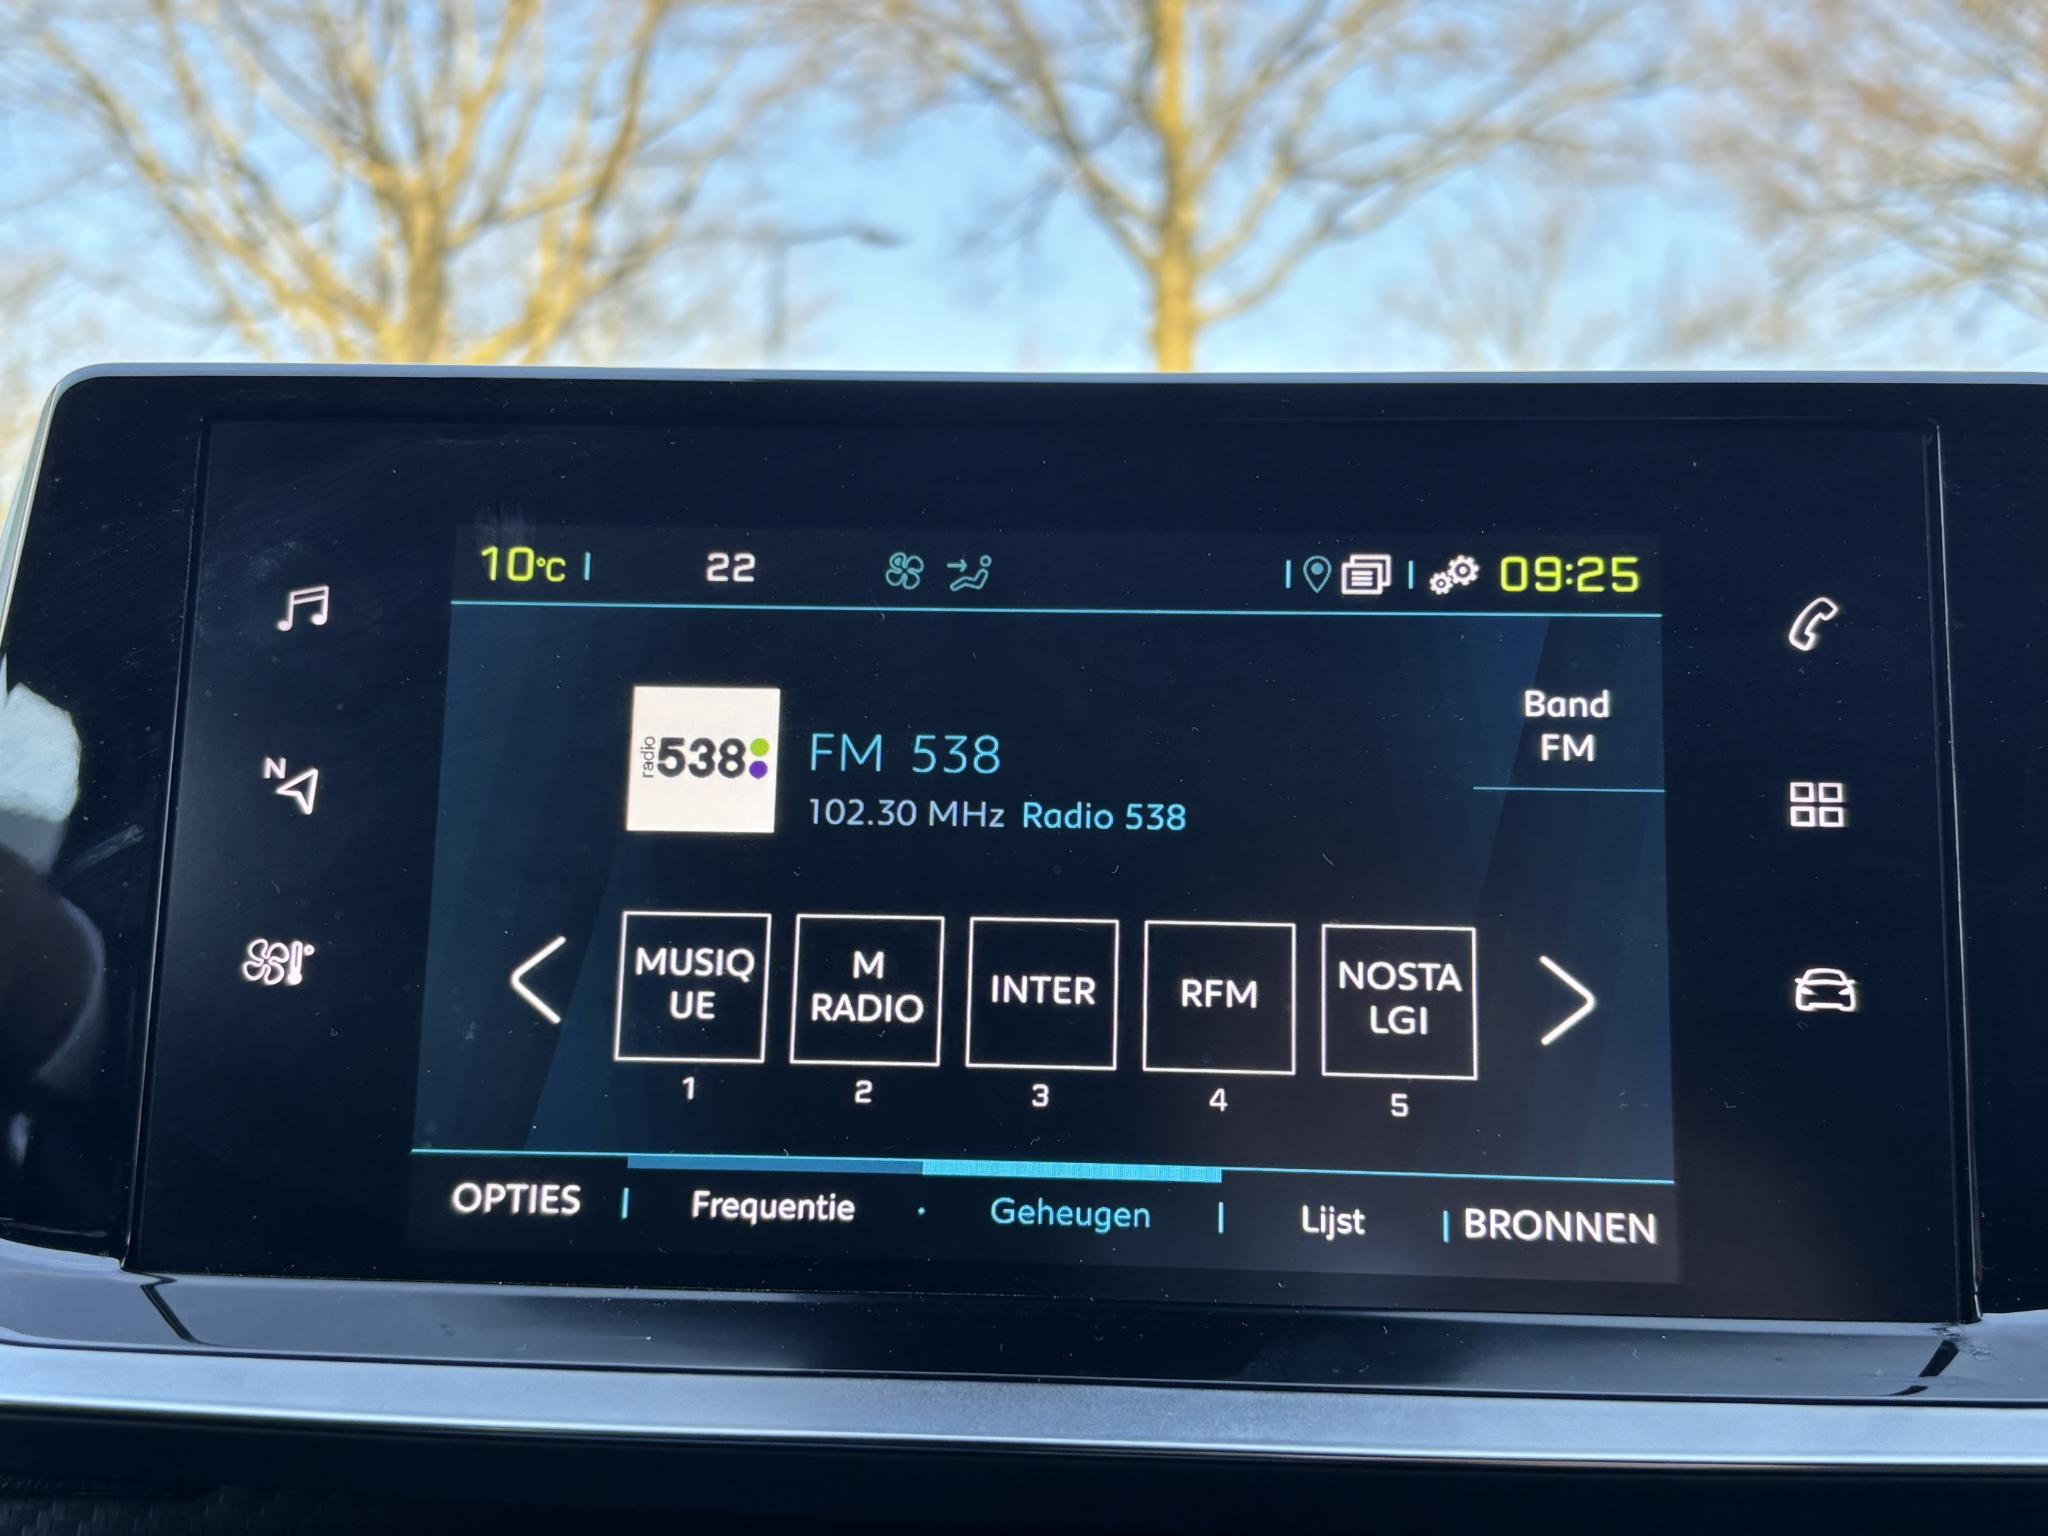 10°C
22
09:25
N
radio
538
FM 538
102.30 MHz Radio 538
Band
FM
MUSIQ
UE
M
RADIO
INTER
RFM
NOSTA
LGI
1
2
3
4
5
OPTIES
Frequentie
Geheugen
Lijst
BRONNEN